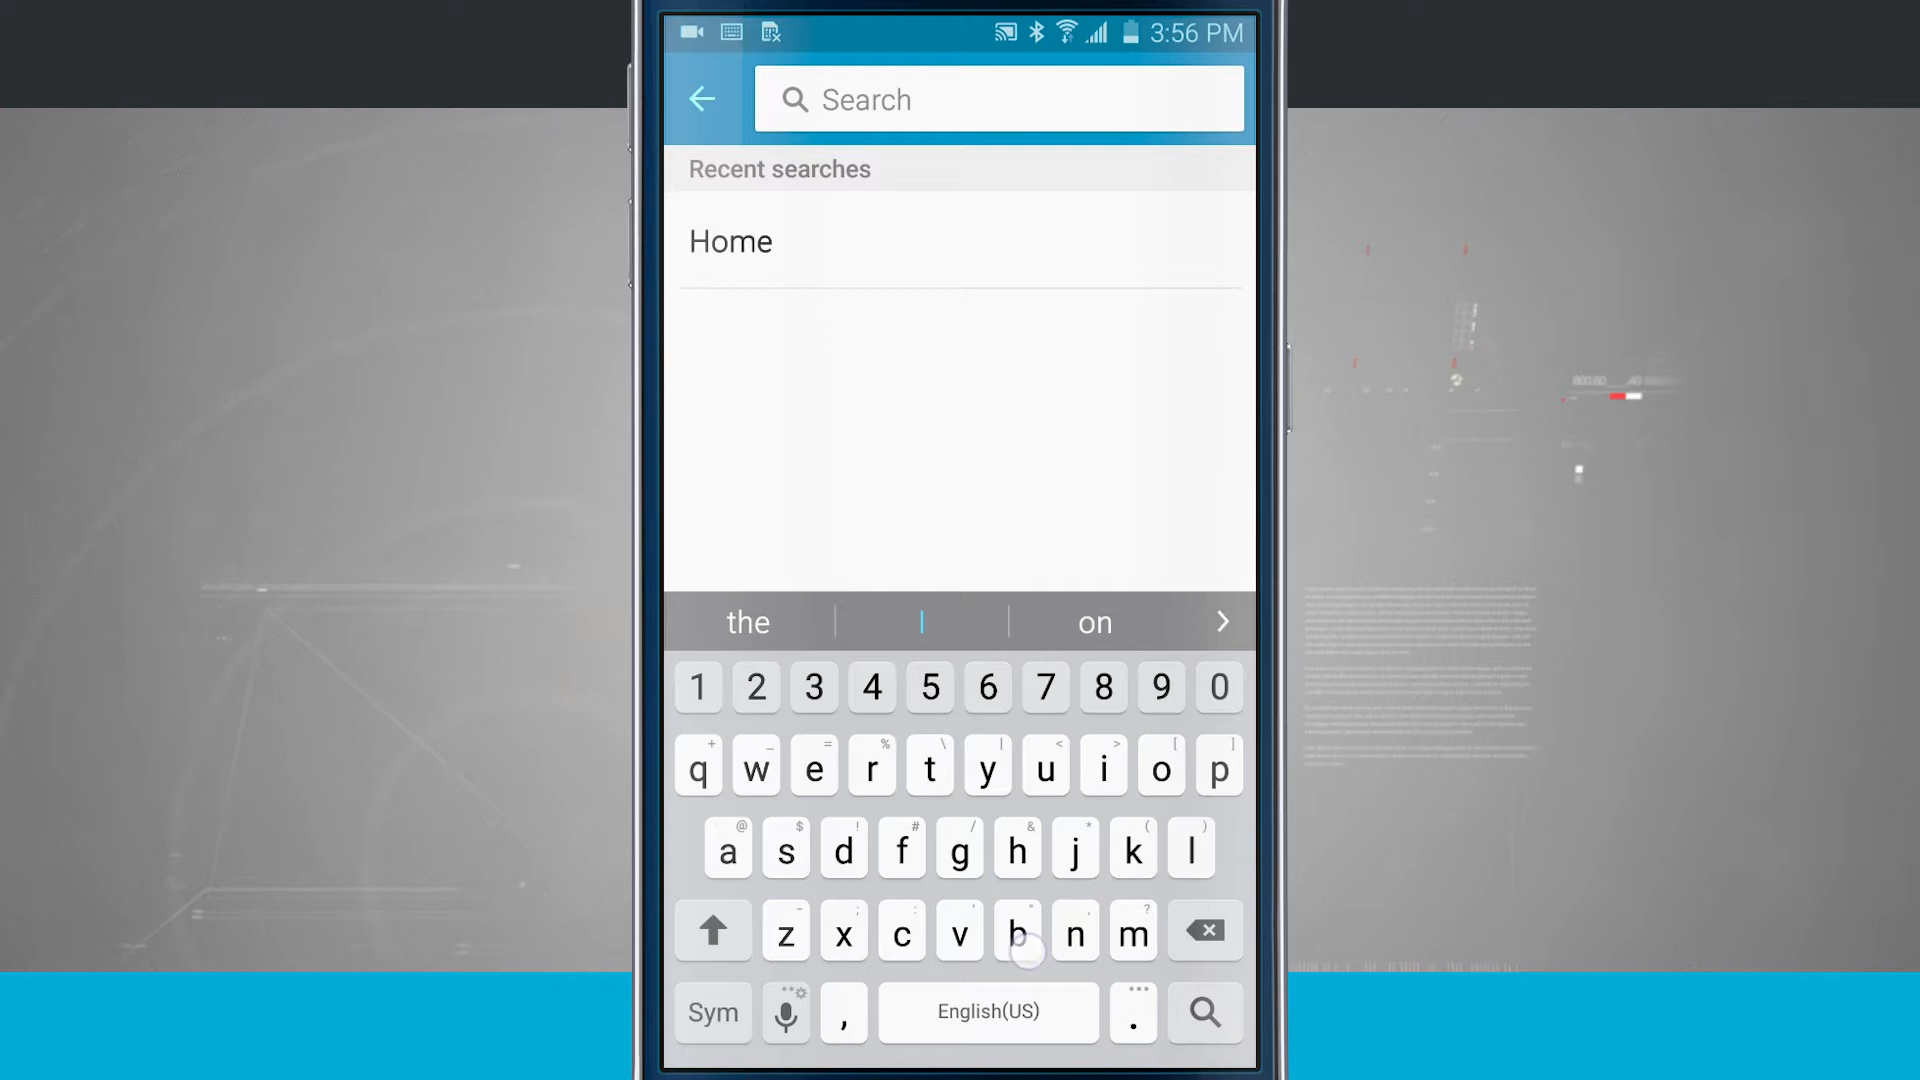 3:56 PM
Search
Recent searches
Home
the | I | on
1 2 3 4 5 6 7 8 9 0
+ _ = % \ | < > [ ]
q w e r t y u i o p
@ $ ! # / & * ( )
a s d f g h j k l
- ; : ' " , ?
z x c v b n m
Sym , English(US) .